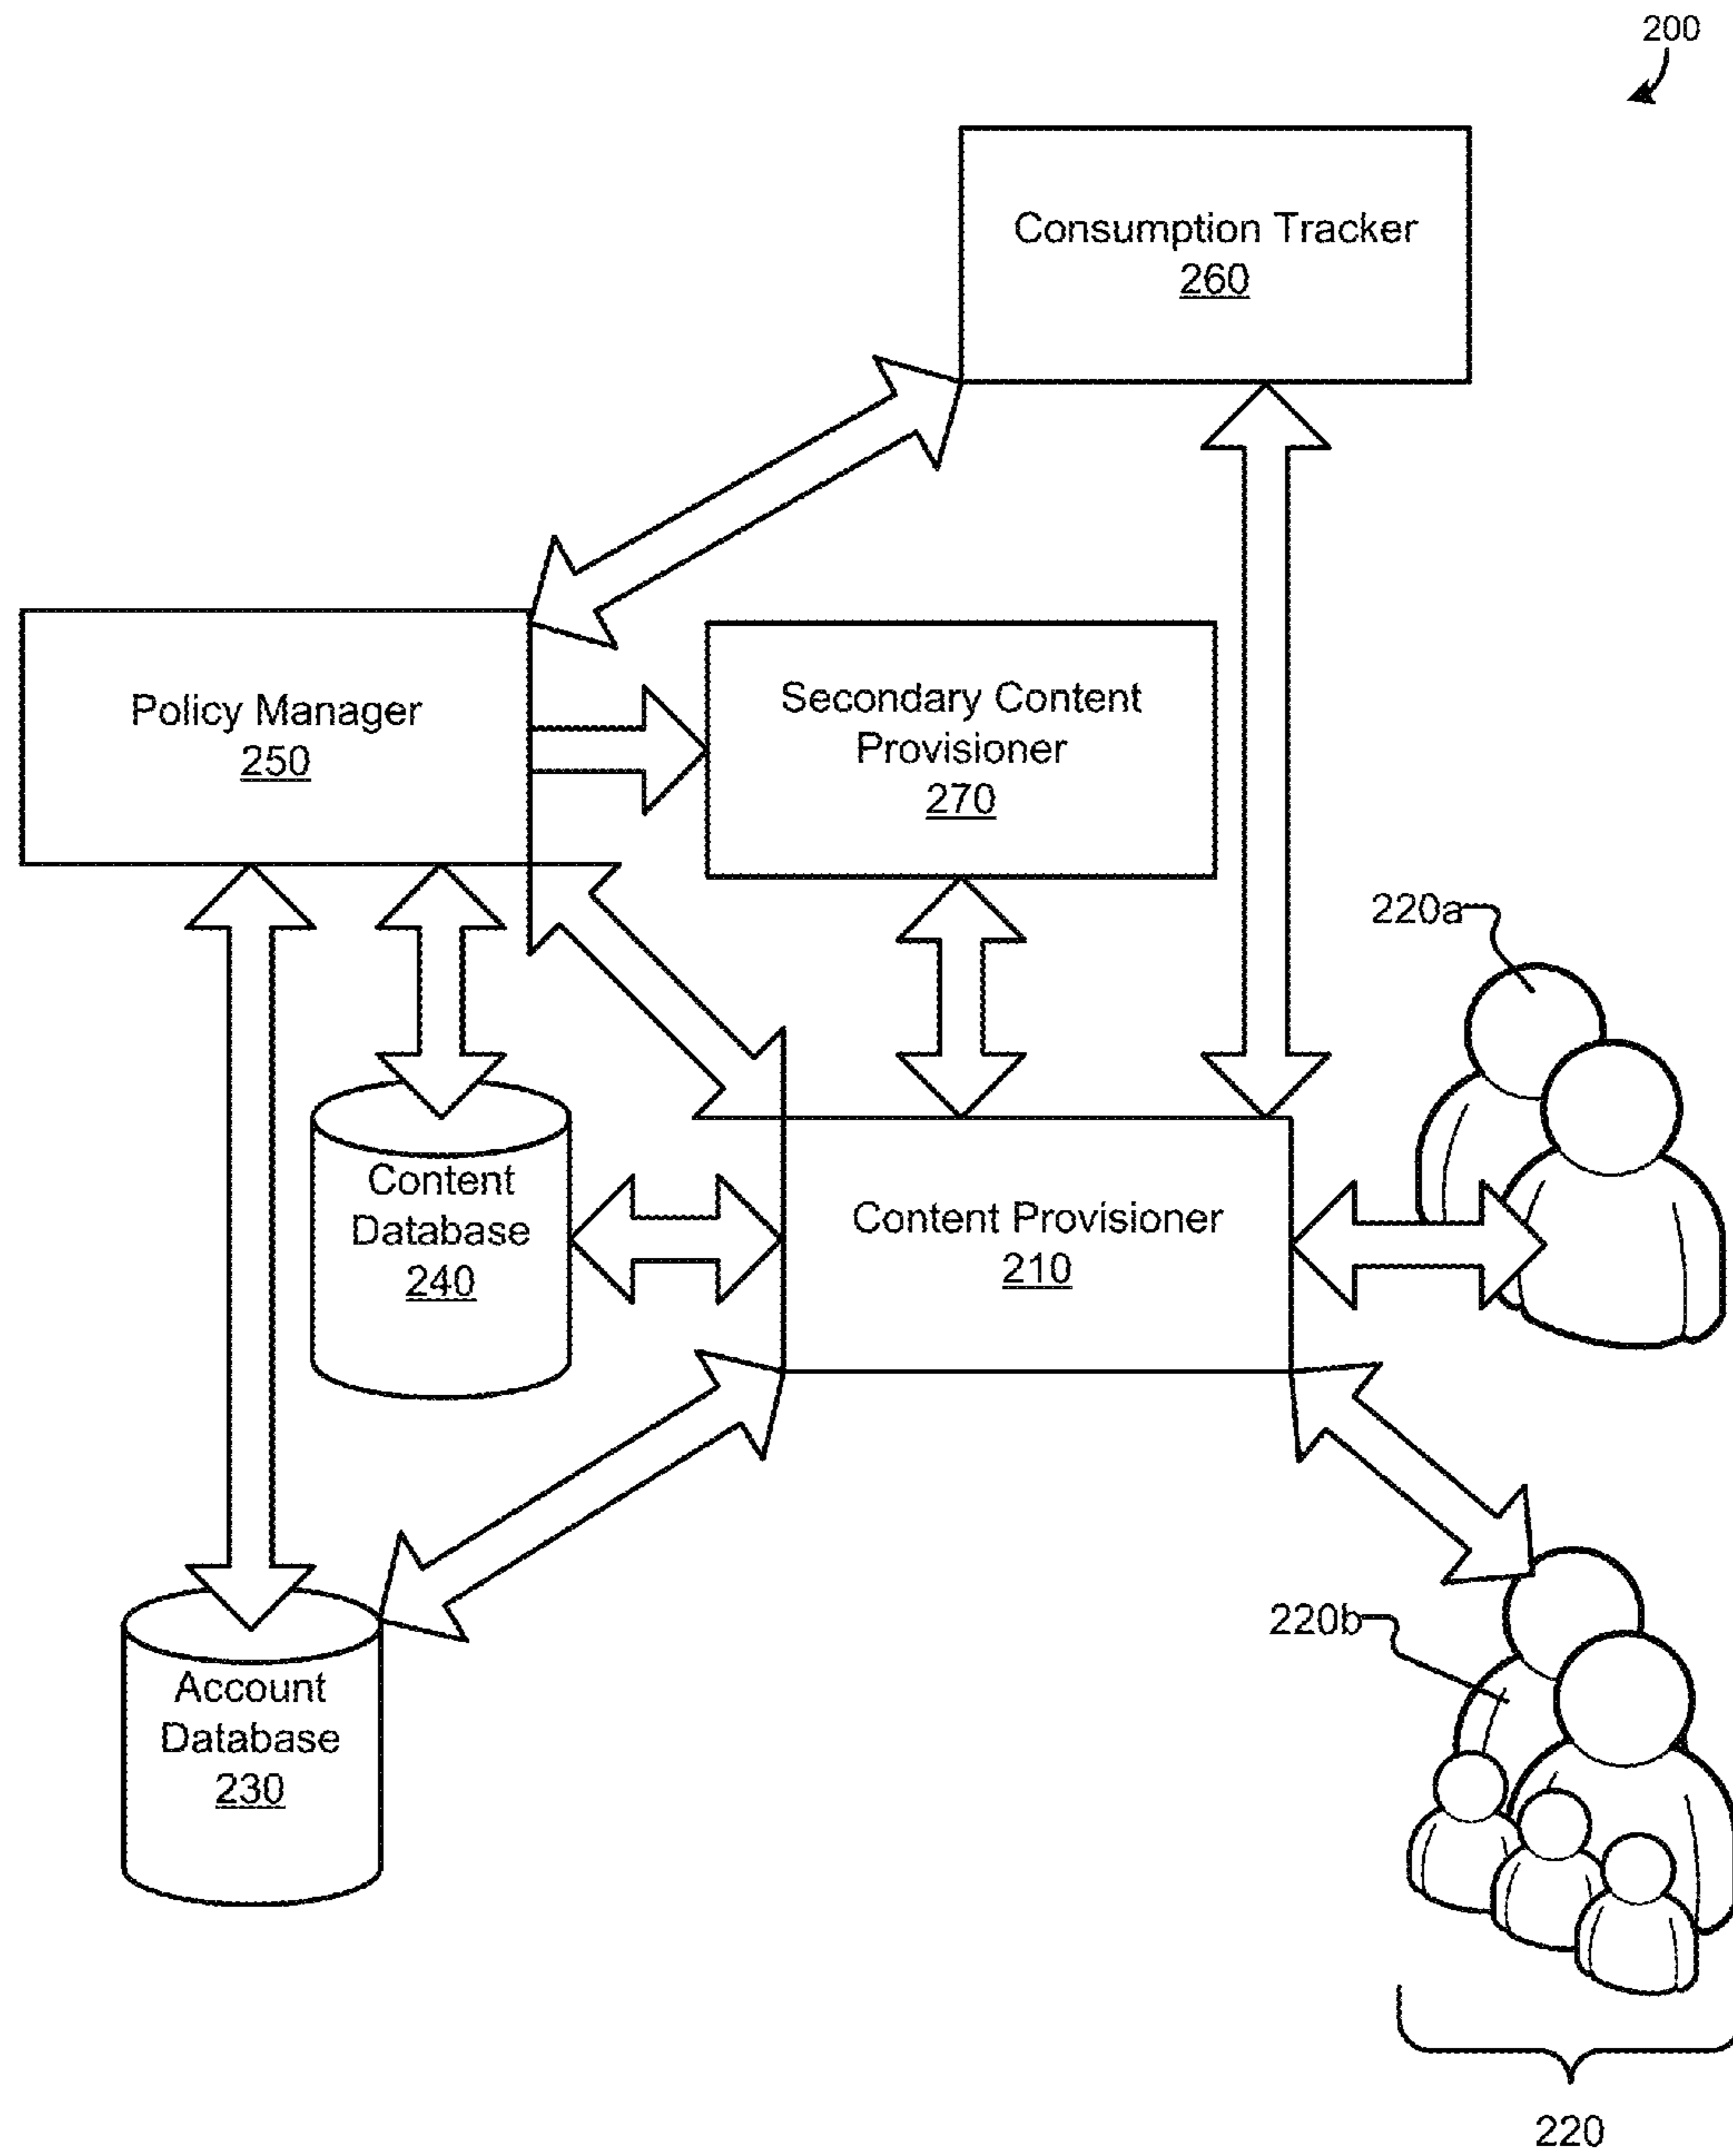 200
Consumption Tracker
260
Policy Manager
250
Secondary Content
Provisioner
270
220a
Content
Database
240
Content Provisioner
210
220b
Account
Database
230
220